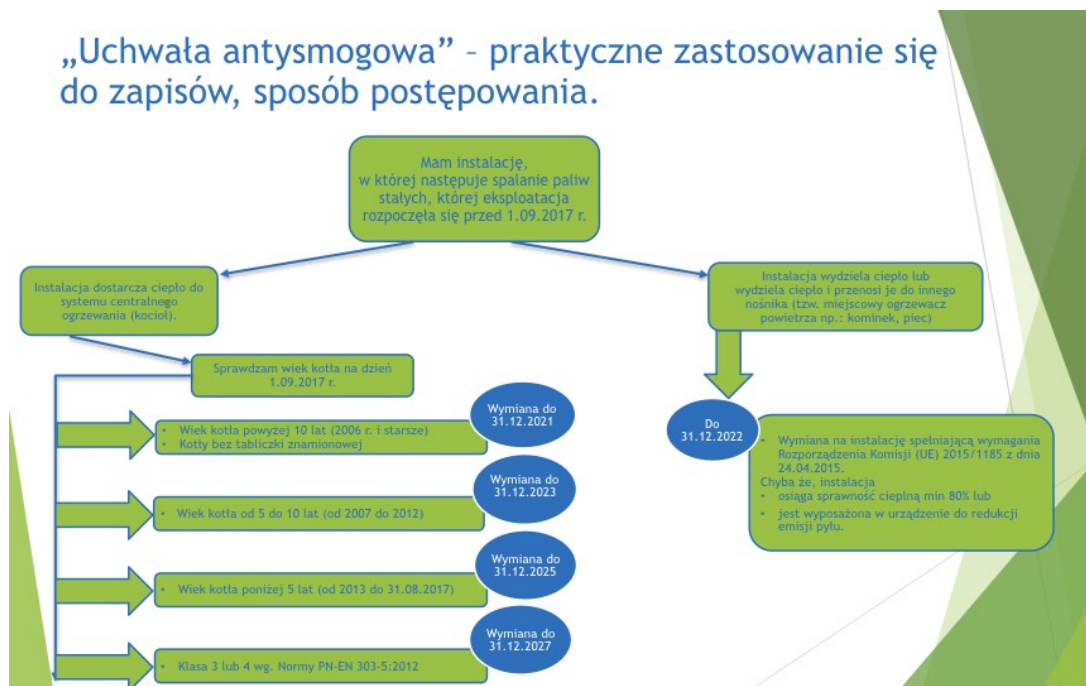 „Uchwała antysmogowa” – praktyczne zastosowanie się
do zapisów, sposób postępowania.
Mam instalację,
w której następuje spalanie paliw
stałych, której eksploatacja
rozpoczęła się przed 1.09.2017 r.
Instalacja dostarcza ciepło do
systemu centralnego
ogrzewania (kocioł).
Instalacja wydziela ciepło lub
wydziela ciepło i przenosi je do innego
nośnika (tzw. miejscowy ogrzewacz
powietrza np.: kominek, piec)
Sprawdzam wiek kotła na dzień
1.09.2017 r.
Wymiana do
31.12.2021
• Wiek kotła powyżej 10 lat (2006 r. i starsze)
• Kotły bez tabliczki znamionowej
Wymiana do
31.12.2023
• Wiek kotła od 5 do 10 lat (od 2007 do 2012)
Wymiana do
31.12.2025
• Wiek kotła poniżej 5 lat (od 2013 do 31.08.2017)
Wymiana do
31.12.2027
• Klasa 3 lub 4 wg. Normy PN-EN 303-5:2012
Do
31.12.2022
• Wymiana na instalację spełniającą wymagania
Rozporządzenia Komisji (UE) 2015/1185 z dnia
24.04.2015.
Chyba że, instalacja
• osiąga sprawność cieplną min 80% lub
• jest wyposażona w urządzenie do redukcji
emisji pyłu.